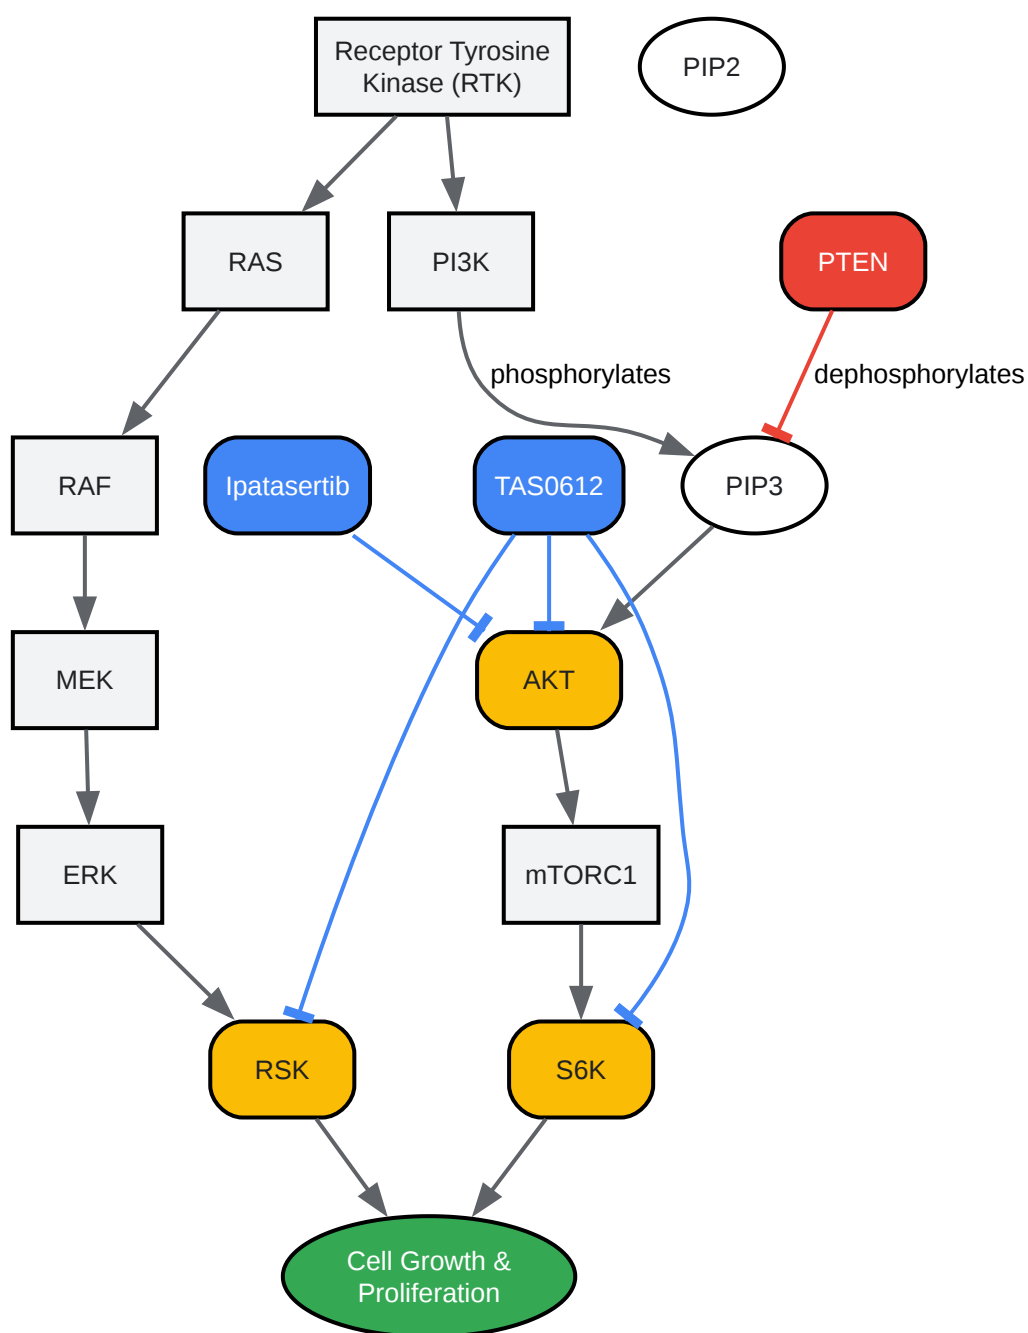 Receptor Tyrosine
Kinase (RTK)
PIP2
RAS
PI3K
PTEN
phosphorylates
dephosphorylates
RAF
Ipatasertib
TAS0612
PIP3
MEK
AKT
ERK
mTORC1
RSK
S6K
Cell Growth &
Proliferation